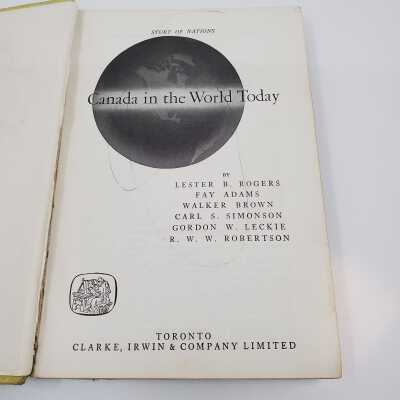 STORY OF NATIONS
Canada in the World Today
BY
LESTER B. ROGERS
FAY ADAMS
WALKER BROWN
CARL S. SIMONSON
GORDON W. LECKIE
R. W. W. ROBERTSON
TORONTO
CLARKE, IRWIN & COMPANY LIMITED